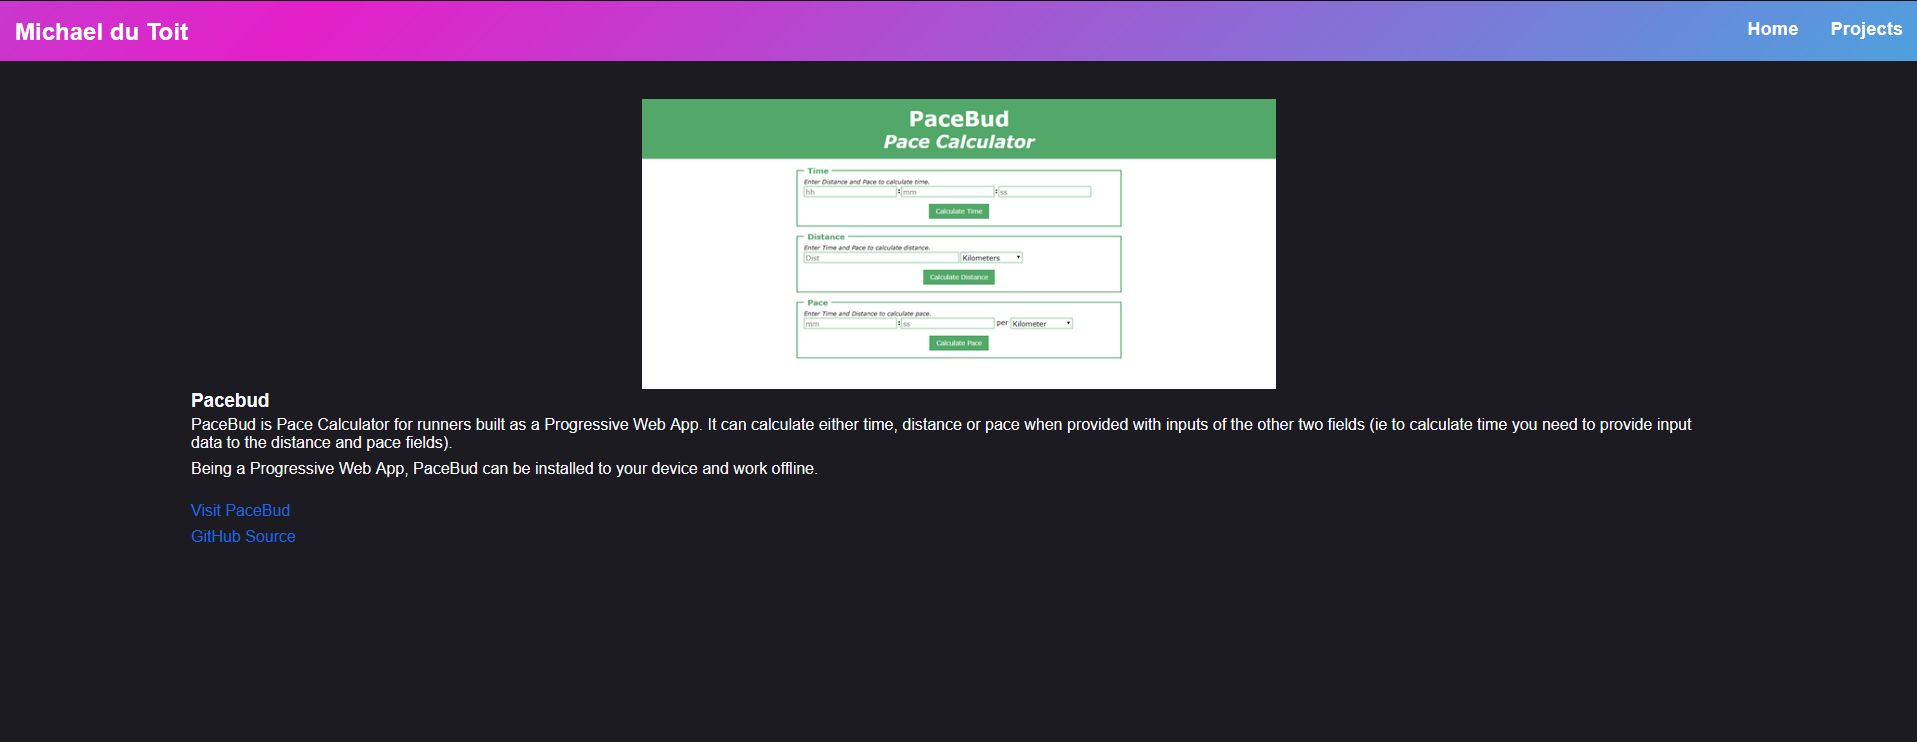 Michael du Toit
Home
Projects
PaceBud
Pace Calculator
Time
Enter Distance and Pace to calculate time.
hh : mm : ss
Calculate Time
Distance
Enter Time and Pace to calculate distance.
Dist Kilometers
Calculate Distance
Pace
Enter Time and Distance to calculate pace.
mm : ss per Kilometer
Calculate Pace
Pacebud
PaceBud is Pace Calculator for runners built as a Progressive Web App. It can calculate either time, distance or pace when provided with inputs of the other two fields (ie to calculate time you need to provide input
data to the distance and pace fields).
Being a Progressive Web App, PaceBud can be installed to your device and work offline.
Visit PaceBud
GitHub Source